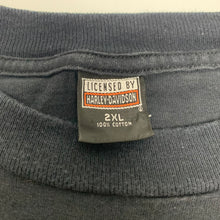 LICENSED BY
HARLEY-DAVIDSON
2XL
100% COTTON